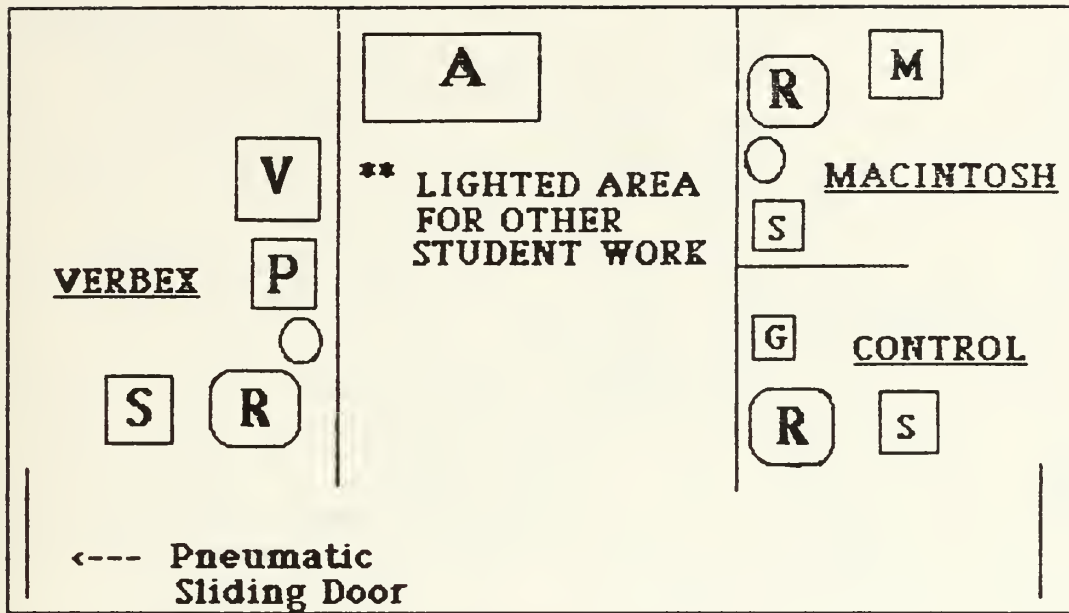 A
R
M
V
** LIGHTED AREA
FOR OTHER
STUDENT WORK
MACINTOSH
S
VERBEX
P
G
CONTROL
S
R
R
S
<--- Pneumatic
Sliding Door